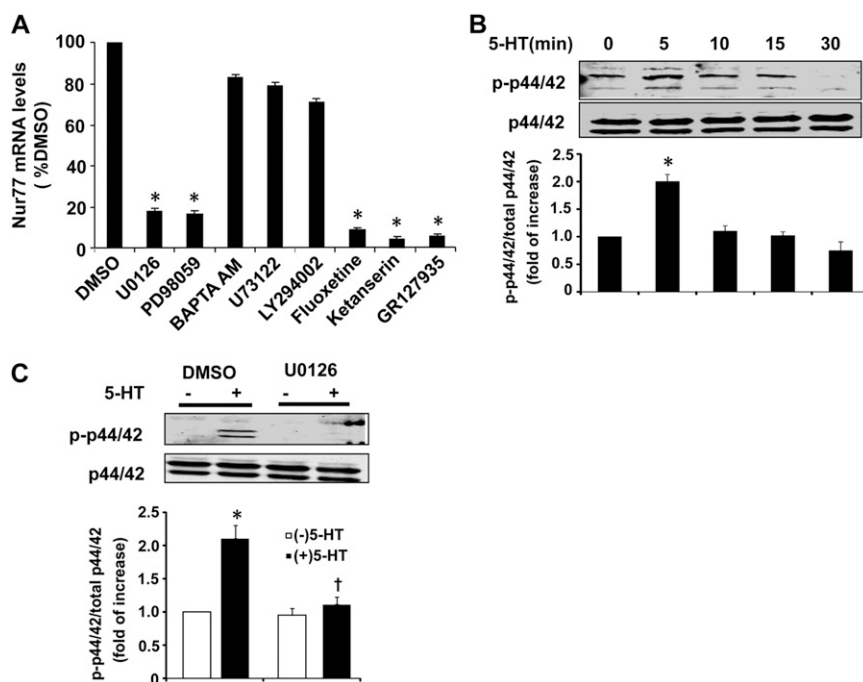 A
Nur77 mRNA levels
( %DMSO)
100
80
60
40
20
0
*
*
*
*
*
DMSO
U0126
PD98059
BAPTA AM
U73122
LY294002
Fluoxetine
Ketanserin
GR127935
B
5-HT(min) 0 5 10 15 30
p-p44/42
p44/42
p-p44/42/total p44/42
(fold of increase)
2.5
2.0
1.5
1.0
0.5
0
*
C
DMSO U0126
5-HT - + - +
p-p44/42
p44/42
p-p44/42/total p44/42
(fold of increase)
2.5
2.0
1.0
0.5
0
*
†
(-)5-HT
(+)5-HT